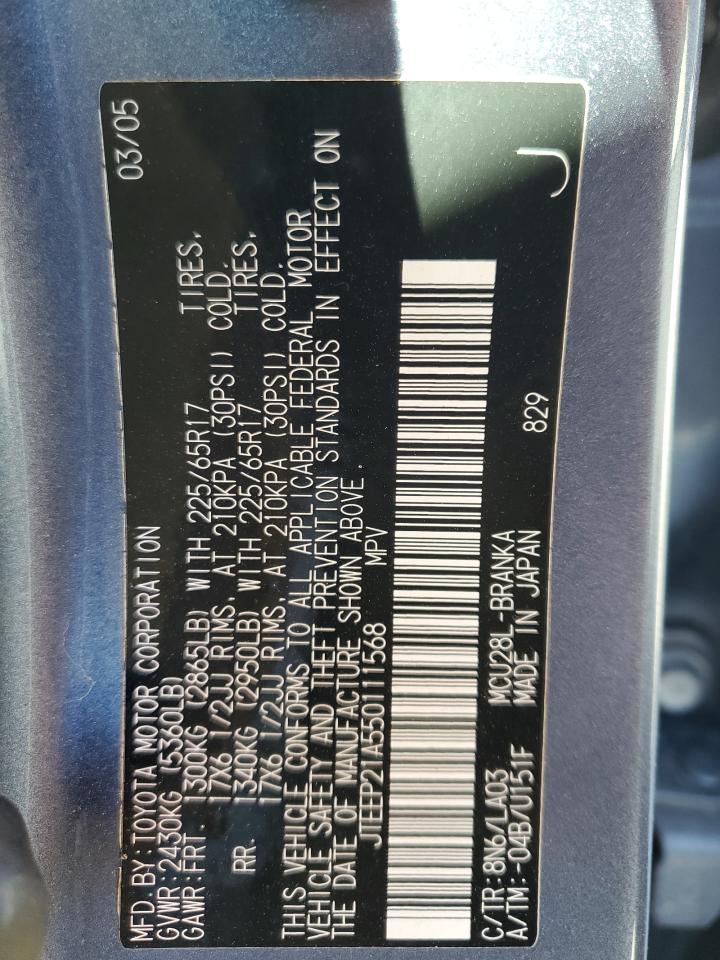 MFD. BY: TOYOTA MOTOR CORPORATION 03/05
GVWR: 2430KG (5360LB)
GAWR: FRT. 1300KG (2865LB) WITH 225/65R17 TIRES,
17X6 1/2JJ RIMS, AT 210KPA (30PSI) COLD.
RR. 1340KG (2950LB) WITH 225/65R17 TIRES,
17X6 1/2JJ RIMS, AT 210KPA (30PSI) COLD.
THIS VEHICLE CONFORMS TO ALL APPLICABLE FEDERAL MOTOR
VEHICLE SAFETY AND THEFT PREVENTION STANDARDS IN EFFECT ON
THE DATE OF MANUFACTURE SHOWN ABOVE.
JTEEP21A550111568 MPV
C/TR: 8N6/LA03 MCU28L-BRANKA
A/TM: -04B/U151F MADE IN JAPAN 829
J